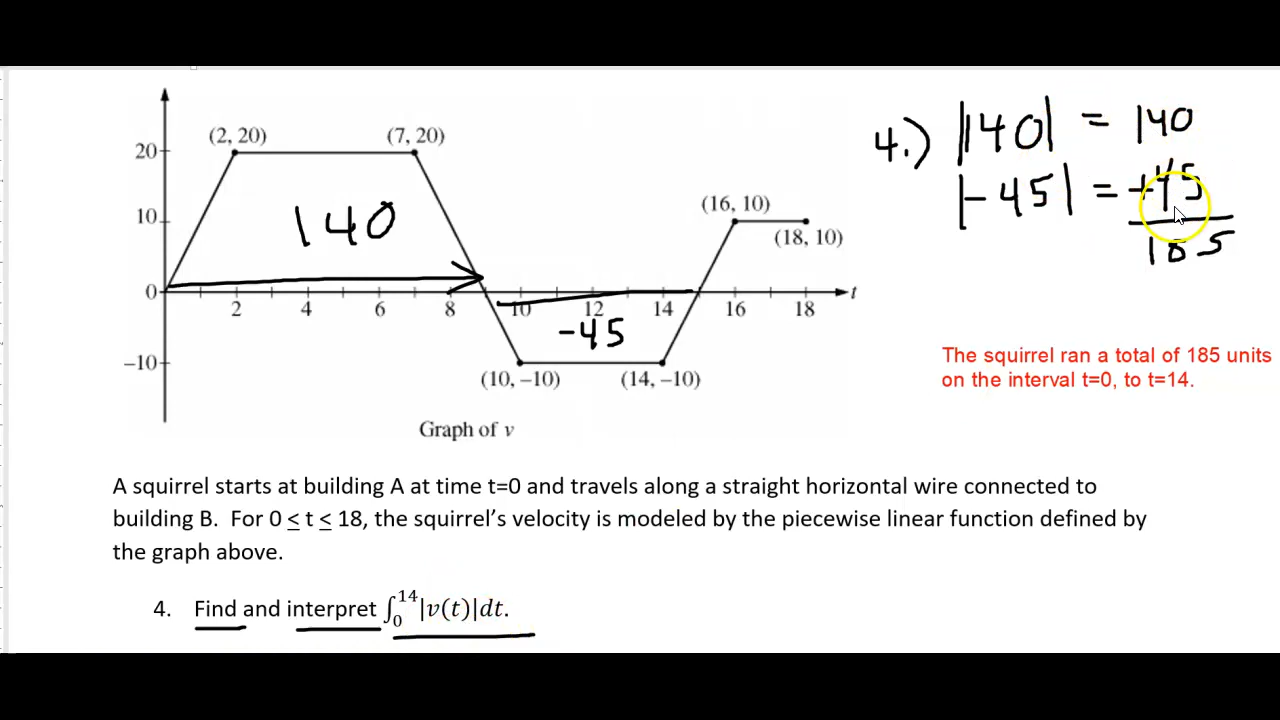 (2, 20)
(7, 20)
20
10
0
-10
140
2
4
6
8
10
12
14
16
18
t
-45
(16, 10)
(18, 10)
(10, –10)
(14, –10)
Graph of v
4.) |140| = 140
|-45| = +45
185
The squirrel ran a total of 185 units
on the interval t=0, to t=14.
A squirrel starts at building A at time t=0 and travels along a straight horizontal wire connected to
building B. For 0 ≤ t ≤ 18, the squirrel's velocity is modeled by the piecewise linear function defined by
the graph above.
4. Find and interpret ∫₀¹⁴|v(t)|dt.